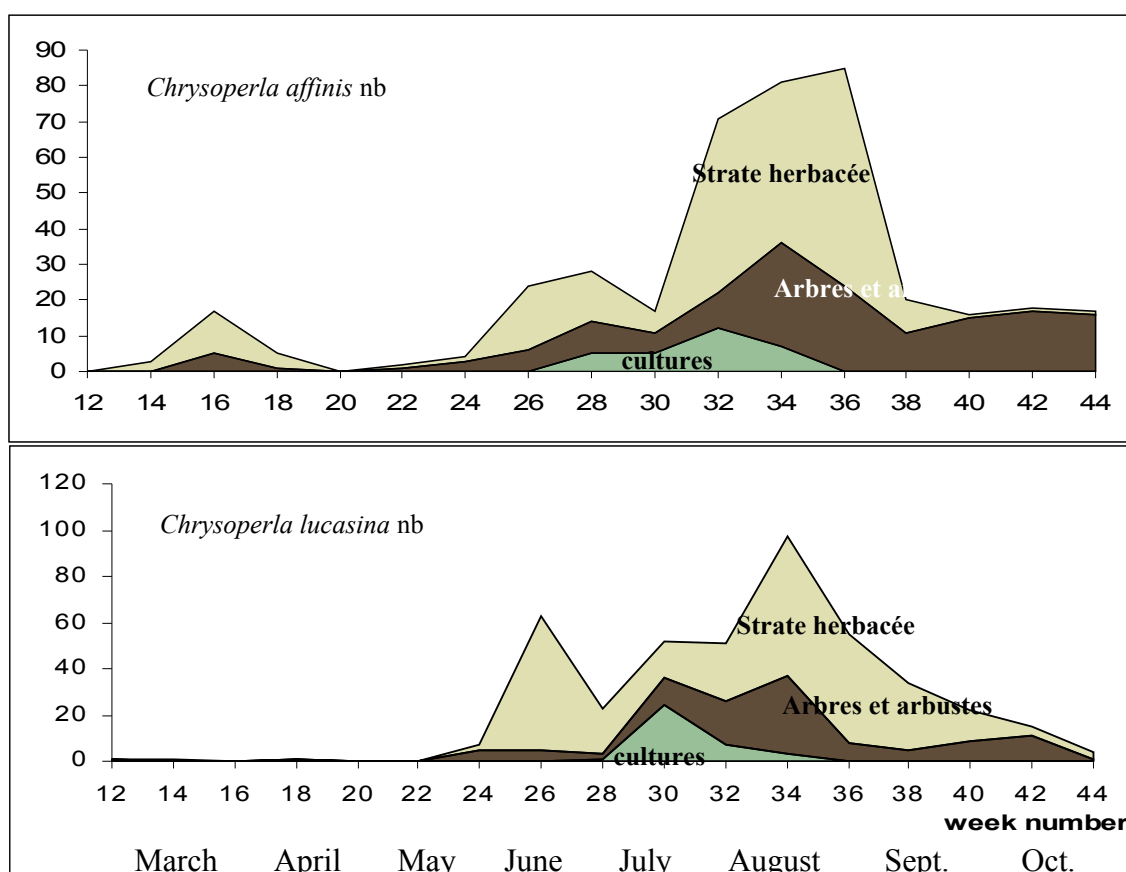 90
Chrysoperla affinis nb
80
70
60
50
Strate herbacée
40
30
20
Arbres et a
10
cultures
0
12 14 16 18 20 22 24 26 28 30 32 34 36 38 40 42 44
120
Chrysoperla lucasina nb
100
80
60
Strate herbacée
40
20
Arbres et arbustes
0
cultures
12 14 16 18 20 22 24 26 28 30 32 34 36 38 40 42 44
week number
March April May June July August Sept. Oct.